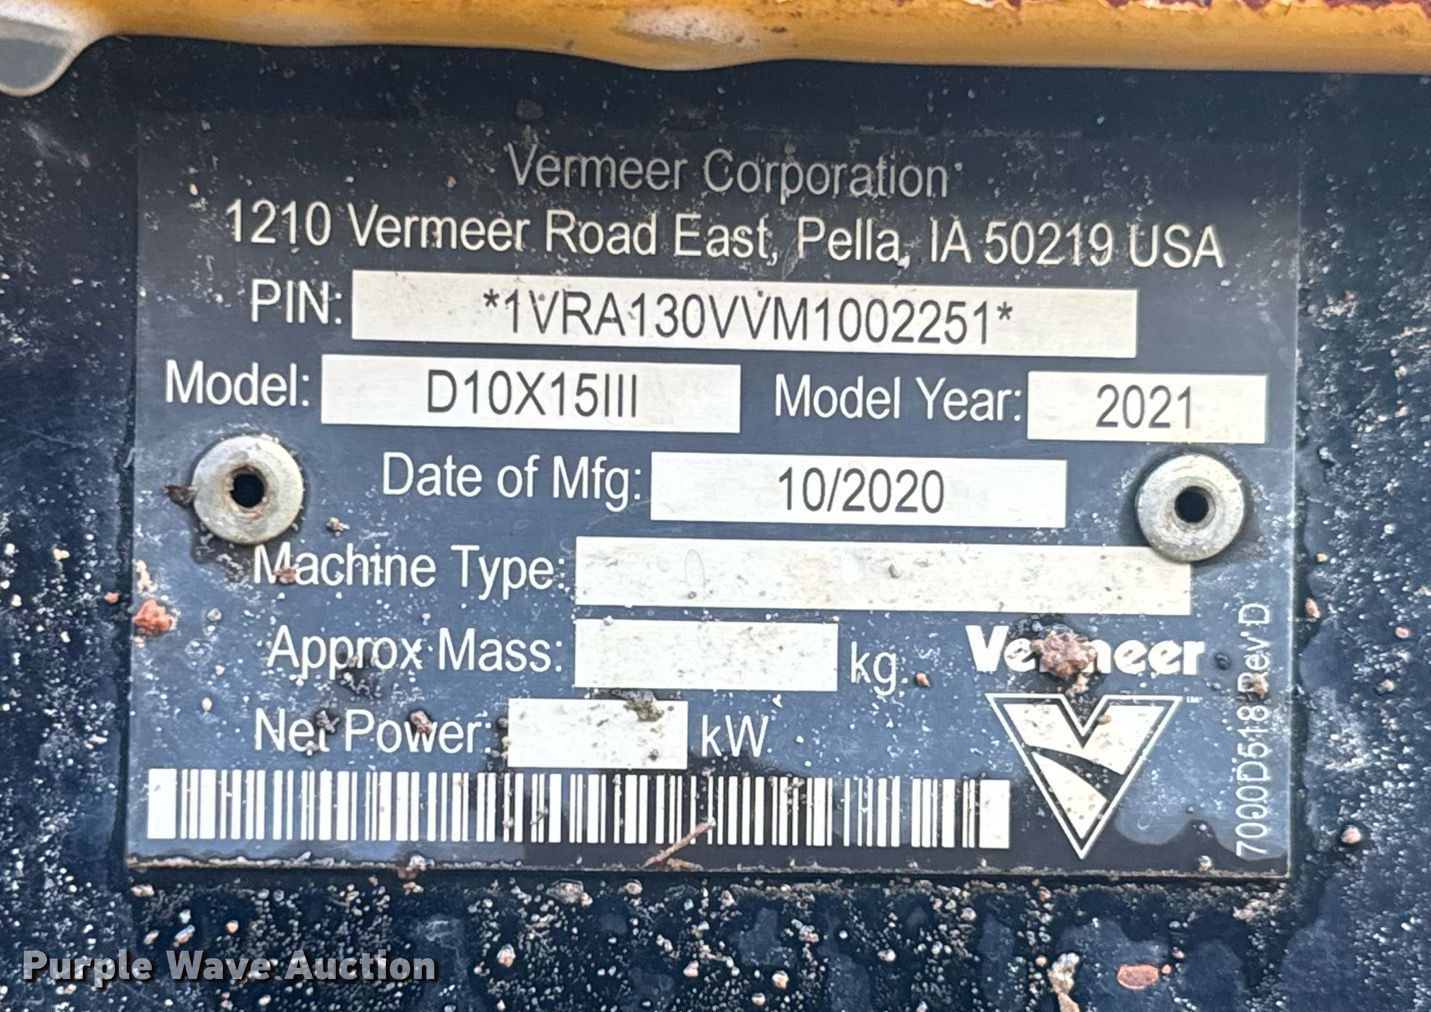 Vermeer Corporation
1210 Vermeer Road East, Pella, IA 50219 USA
PIN: *1VRA130VVM1002251*
Model: D10X15III Model Year: 2021
Date of Mfg: 10/2020
Machine Type:
Approx Mass: kg
Net Power: kW
Vermeer
™
7000D518 Rev D
Purple Wave Auction